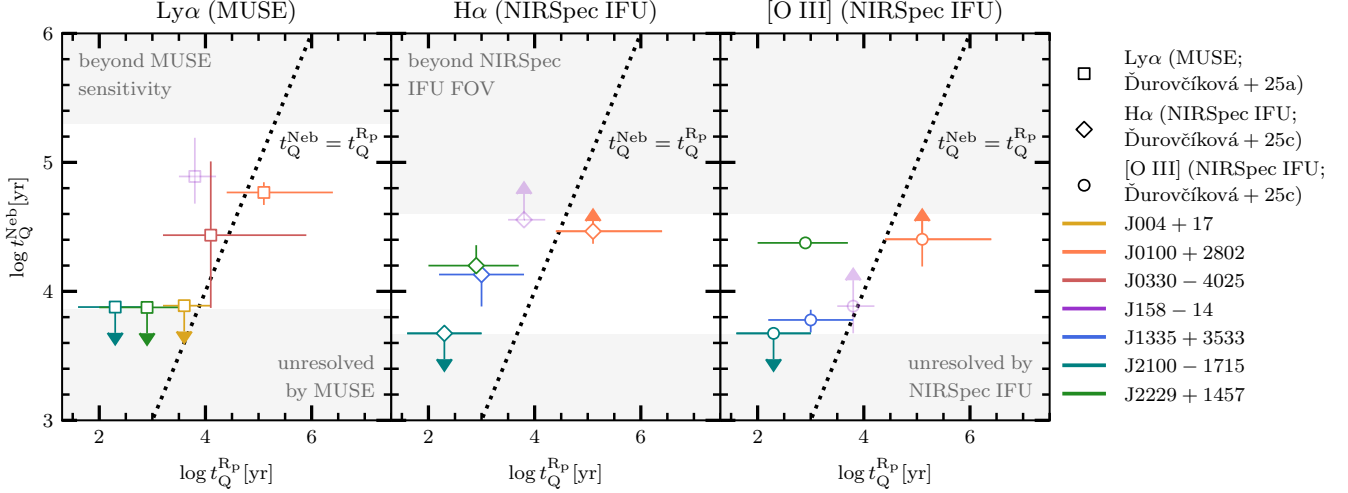 Lyα (MUSE)
Hα (NIRSpec IFU)
[O III] (NIRSpec IFU)
6
5
4
3
log t_Q^Neb [yr]
beyond MUSE
sensitivity
t_Q^Neb = t_Q^Rp
unresolved
by MUSE
2
4
6
log t_Q^Rp [yr]
beyond NIRSpec
IFU FOV
t_Q^Neb = t_Q^Rp
2
4
6
log t_Q^Rp [yr]
t_Q^Neb = t_Q^Rp
unresolved by
NIRSpec IFU
2
4
6
log t_Q^Rp [yr]
Lyα (MUSE;
Ďurovčíková + 25a)
Hα (NIRSpec IFU;
Ďurovčíková + 25c)
[O III] (NIRSpec IFU;
Ďurovčíková + 25c)
J004 + 17
J0100 + 2802
J0330 − 4025
J158 − 14
J1335 + 3533
J2100 − 1715
J2229 + 1457